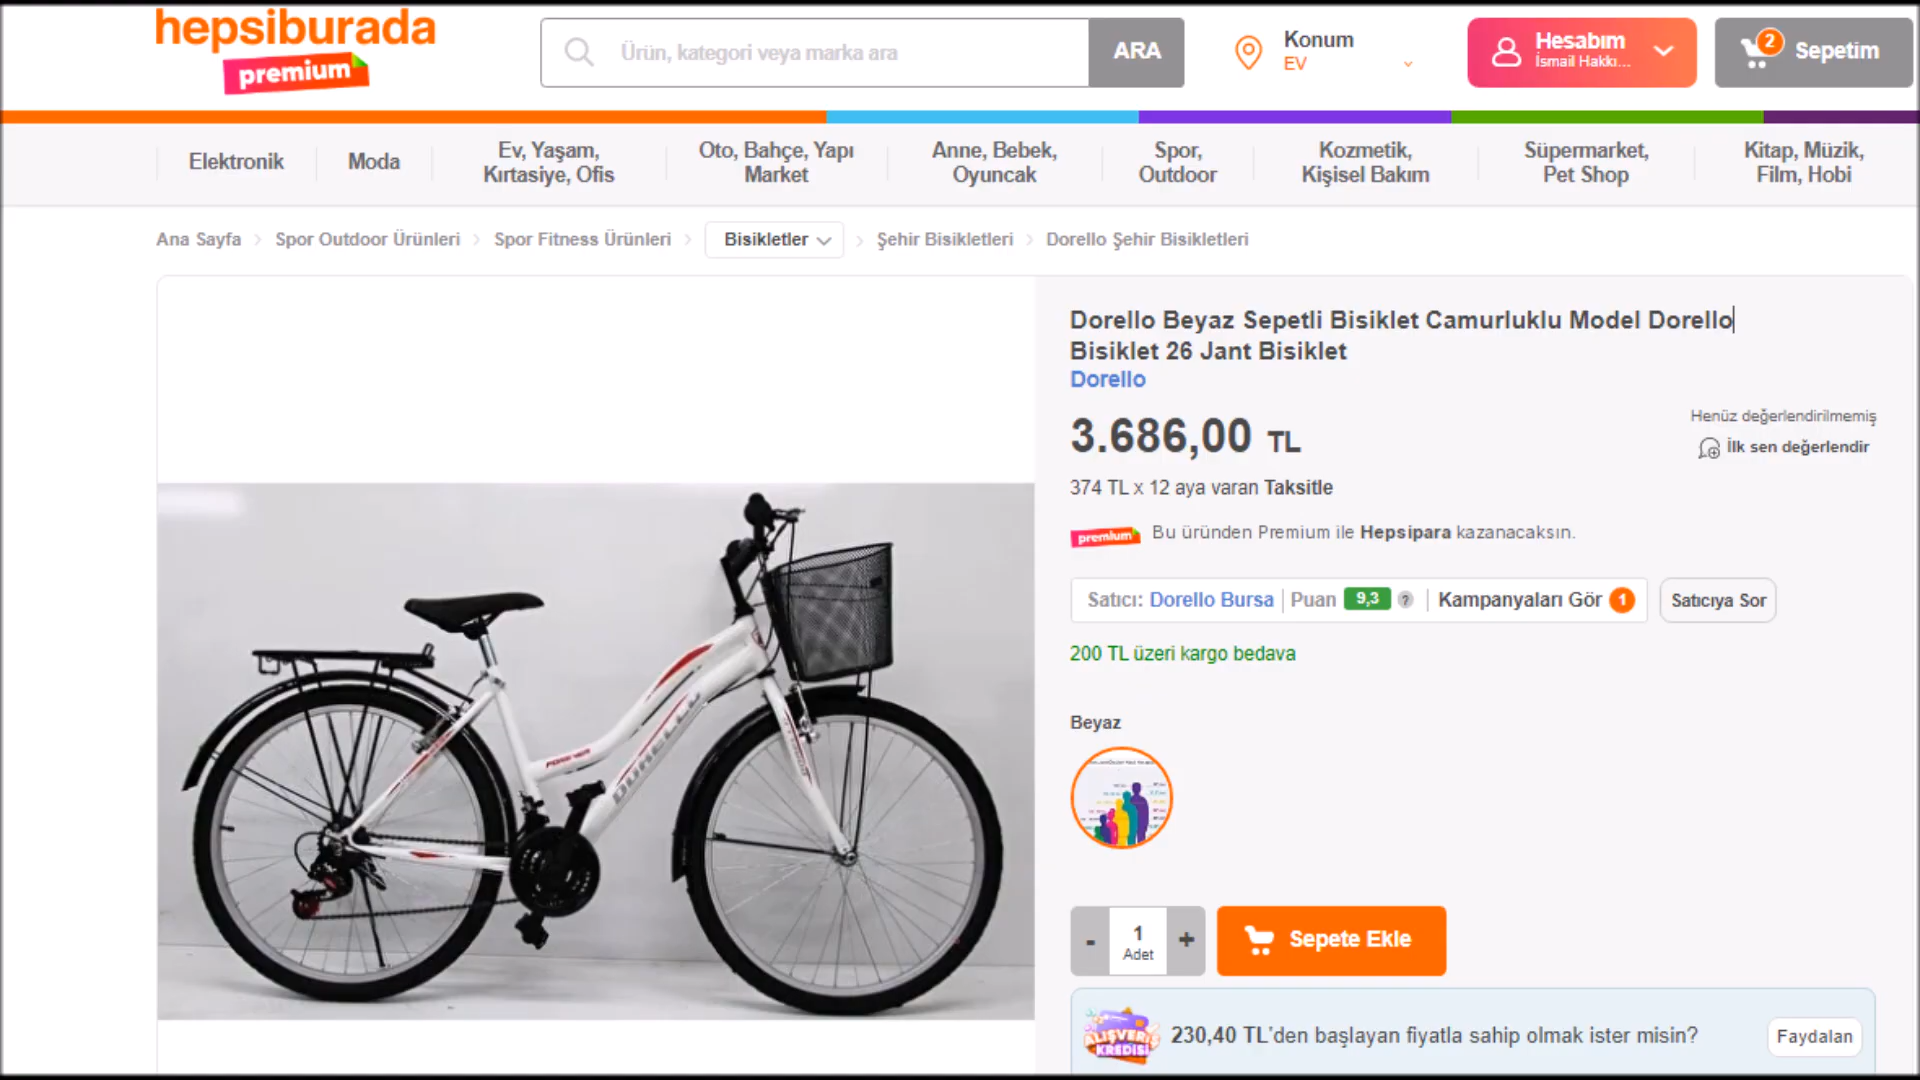 hepsiburada
premium
Ürün, kategori veya marka ara
ARA
Konum
EV
Hesabım
İsmail Hakkı...
2
Sepetim
Elektronik
Moda
Ev, Yaşam,
Kırtasiye, Ofis
Oto, Bahçe, Yapı
Market
Anne, Bebek,
Oyuncak
Spor,
Outdoor
Kozmetik,
Kişisel Bakım
Süpermarket,
Pet Shop
Kitap, Müzik,
Film, Hobi
Ana Sayfa
Spor Outdoor Ürünleri
Spor Fitness Ürünleri
Bisikletler
Şehir Bisikletleri
Dorello Şehir Bisikletleri
Dorello Beyaz Sepetli Bisiklet Camurluklu Model Dorello
Bisiklet 26 Jant Bisiklet
Dorello
3.686,00 TL
Henüz değerlendirilmemiş
İlk sen değerlendir
374 TL x 12 aya varan Taksitle
premium Bu üründen Premium ile Hepsipara kazanacaksın.
Satıcı: Dorello Bursa Puan 9,3 ? Kampanyaları Gör 1
Satıcıya Sor
200 TL üzeri kargo bedava
Beyaz
DORELLO
- 1 +
Adet
Sepete Ekle
ALIŞVERİŞ
KREDİSİ
230,40 TL'den başlayan fiyatla sahip olmak ister misin?
Faydalan